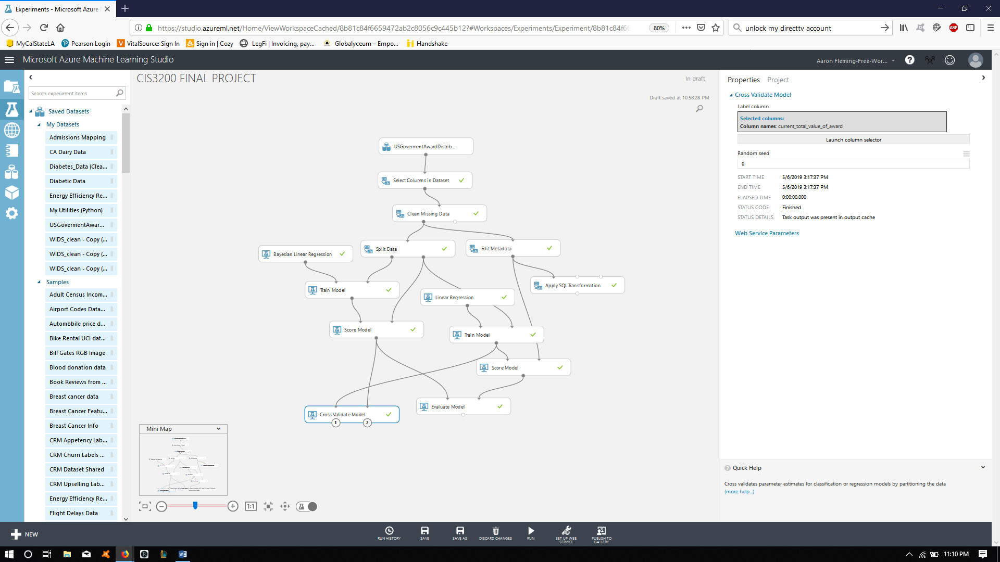 Experiments - Microsoft Azure
https://studio.azureml.net/Home/ViewWorkspaceCached/8b81c84f6659472ab2c8056c9c445b12?#Workspaces/Experiments/Experiment/8b81c84f66
80%
unlock my directtv account
ABP
MyCalStateLA
Pearson Login
VitalSource: Sign In
Sign in | Cozy
LegFi | Invoicing, pay...
Globalyceum – Empo...
Handshake
Microsoft Azure Machine Learning Studio
Aaron Fleming-Free-Wor...
CIS3200 FINAL PROJECT
In draft
Draft saved at 10:58:28 PM
Search experiment items
Saved Datasets
My Datasets
Admissions Mapping
CA Dairy Data
Diabetes_Data (Clea...
Diabetic Data
Energy Efficiency Re...
My Utilities (Python)
USGovermentAwar...
WIDS_clean - Copy (...
WIDS_clean - Copy (...
WIDS_clean - Copy (...
Samples
Adult Census Incom...
Airport Codes Data...
Automobile price d...
Bike Rental UCI dat...
Bill Gates RGB Image
Blood donation data
Book Reviews from ...
Breast cancer data
Breast Cancer Featu...
Breast Cancer Info
CRM Appetency Lab...
CRM Churn Labels ...
CRM Dataset Shared
CRM Upselling Lab...
Energy Efficiency Re...
Flight Delays Data
USGovermentAwardDistrib...
Select Columns in Dataset
Clean Missing Data
Bayesian Linear Regression
Split Data
Edit Metadata
Train Model
Linear Regression
Apply SQL Transformation
Score Model
Train Model
Score Model
Cross Validate Model
1
2
Evaluate Model
Mini Map
1:1
Properties
Project
Cross Validate Model
Label column
Selected columns:
Column names: current_total_value_of_award
Launch column selector
Random seed
0
START TIME 5/6/2019 3:17:37 PM
END TIME 5/6/2019 3:17:37 PM
ELAPSED TIME 0:00:00.000
STATUS CODE Finished
STATUS DETAILS Task output was present in output cache
Web Service Parameters
Quick Help
Cross validates parameter estimates for classification or regression models by partitioning the data
(more help...)
NEW
RUN HISTORY
SAVE
SAVE AS
DISCARD CHANGES
RUN
SET UP WEB SERVICE
PUBLISH TO GALLERY
11:10 PM